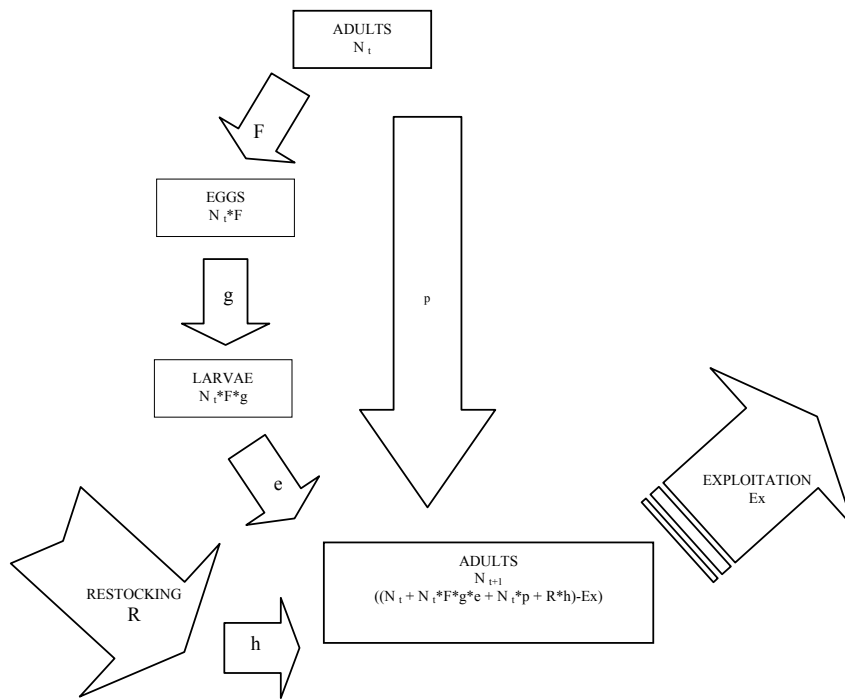 ADULTS
N t
F
EGGS
N t*F
g
p
LARVAE
N t*F*g
e
EXPLOITATION
Ex
RESTOCKING
R
h
ADULTS
N t+1
((N t + N t*F*g*e + N t*p + R*h)-Ex)